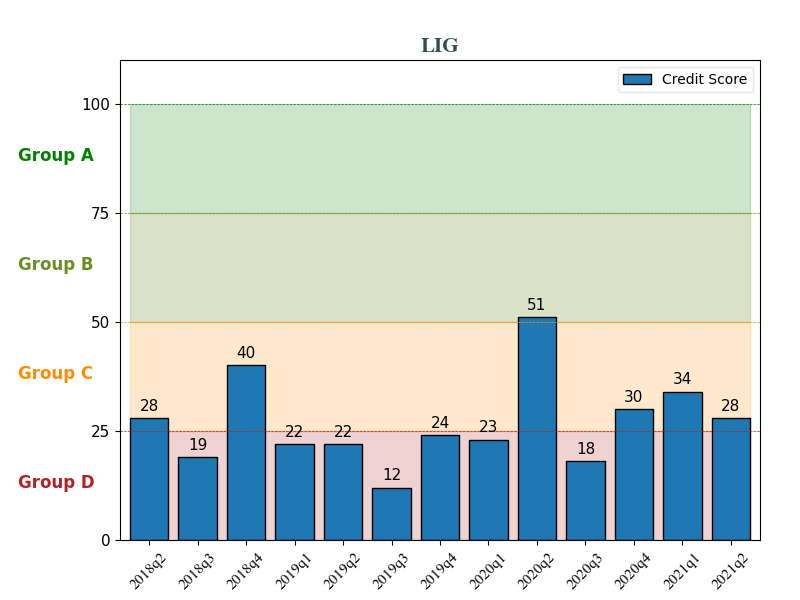 LIG
Credit Score
100
Group A
75
Group B
50
Group C
25
Group D
0
28
19
40
22
22
12
24
23
51
18
30
34
28
2018q2
2018q3
2018q4
2019q1
2019q2
2019q3
2019q4
2020q1
2020q2
2020q3
2020q4
2021q1
2021q2